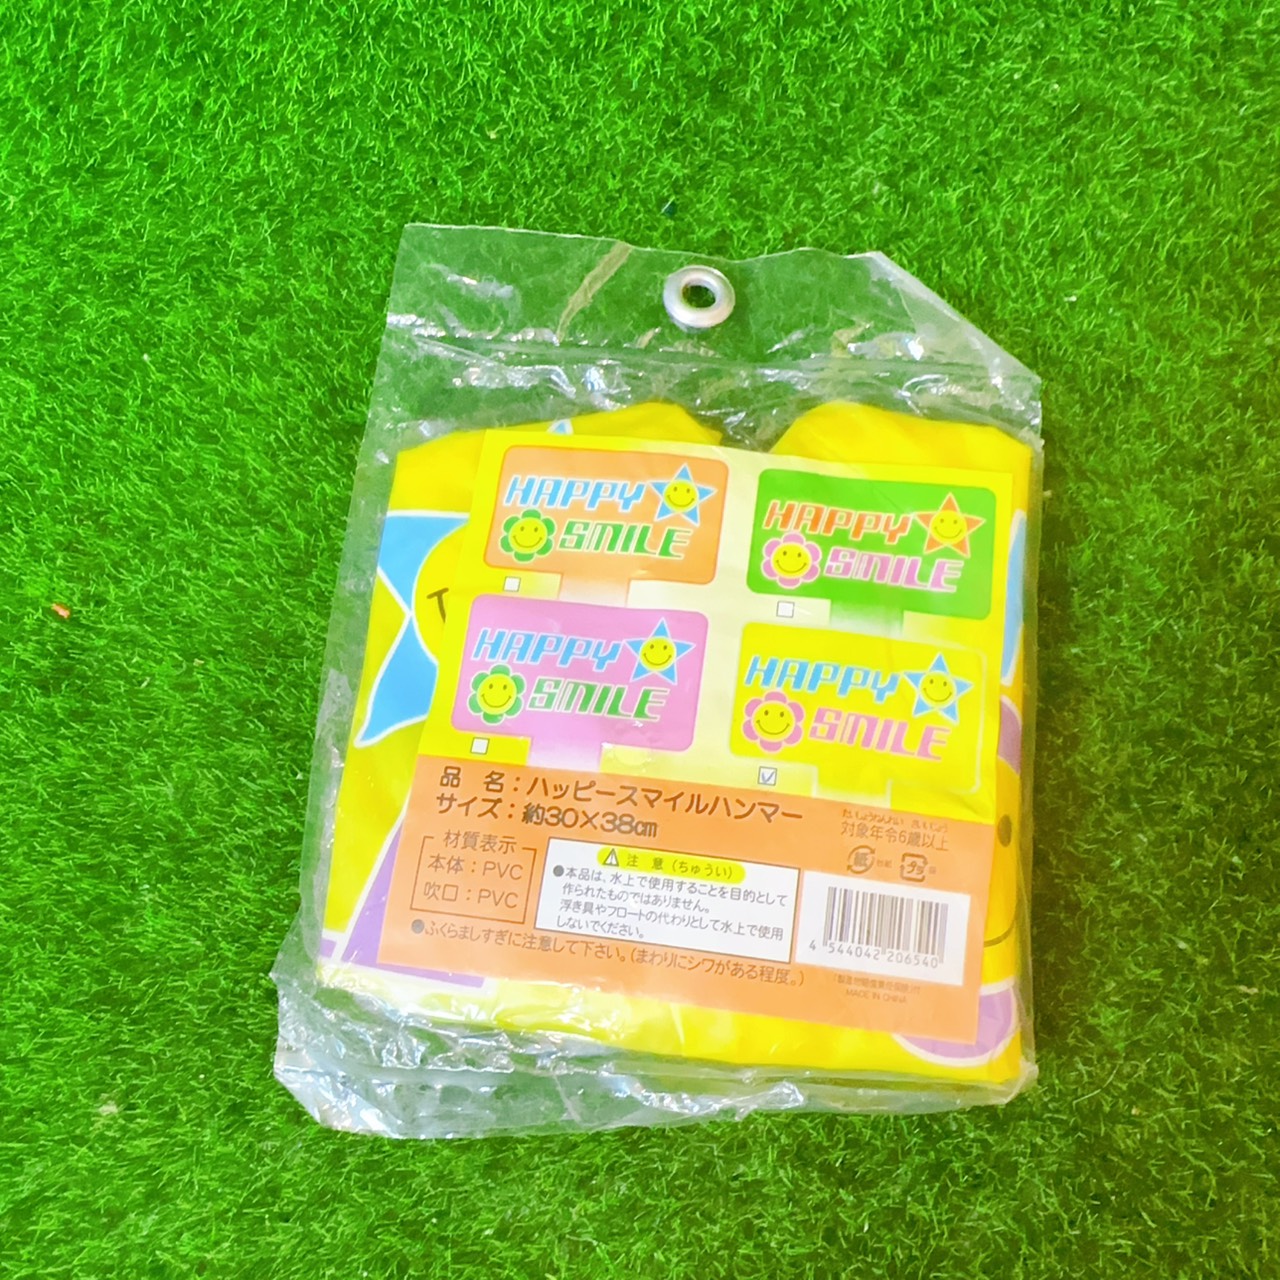 HAPPY
SMILE
HAPPY
SMILE
HAPPY
SMILE
HAPPY
SMILE
品 名：ハッピースマイルハンマー
サイズ：約30×38cm
材質表示
本体：PVC
吹口：PVC
注 意（ちゅうい）
●本品は、水上で使用することを目的として
作られたものではありません。
浮き具やフロートの代わりとして水上で使用
しないでください。
●ふくらましすぎに注意して下さい。（まわりにシワがある程度。）
対象年令6歳以上
紙
プラ
4 544042 206540
MADE IN CHINA